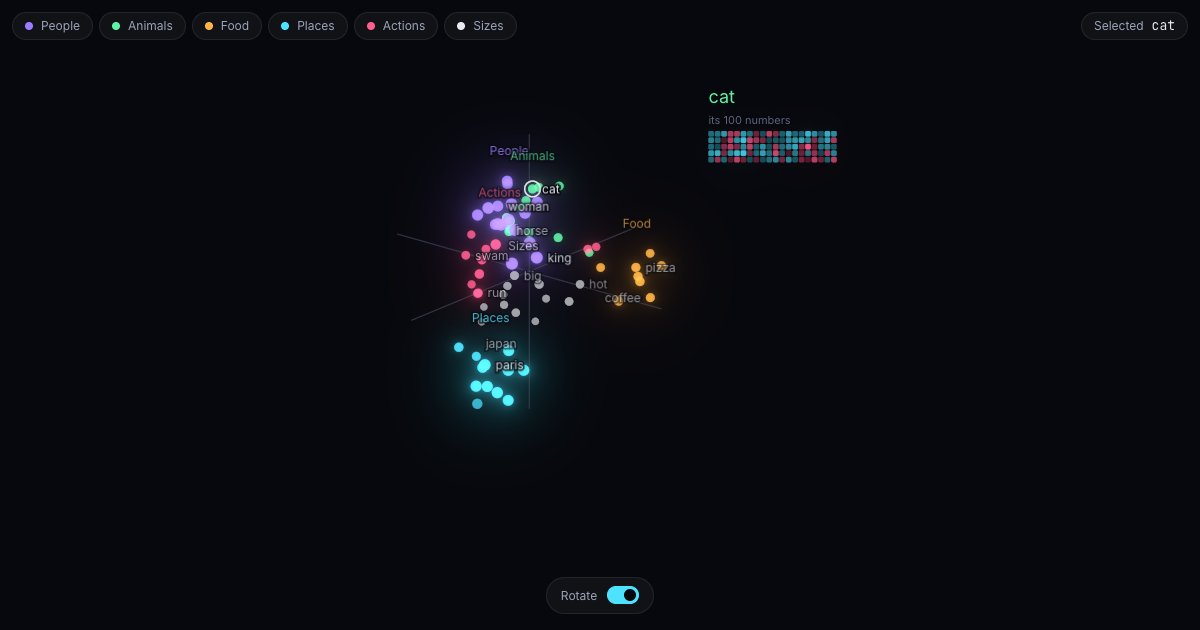 People
Animals
Food
Places
Actions
Sizes
Selected cat
cat
its 100 numbers
People
Animals
Actions
cat
woman
Food
horse
Sizes
swam
king
pizza
big
hot
run
coffee
Places
japan
paris
Rotate